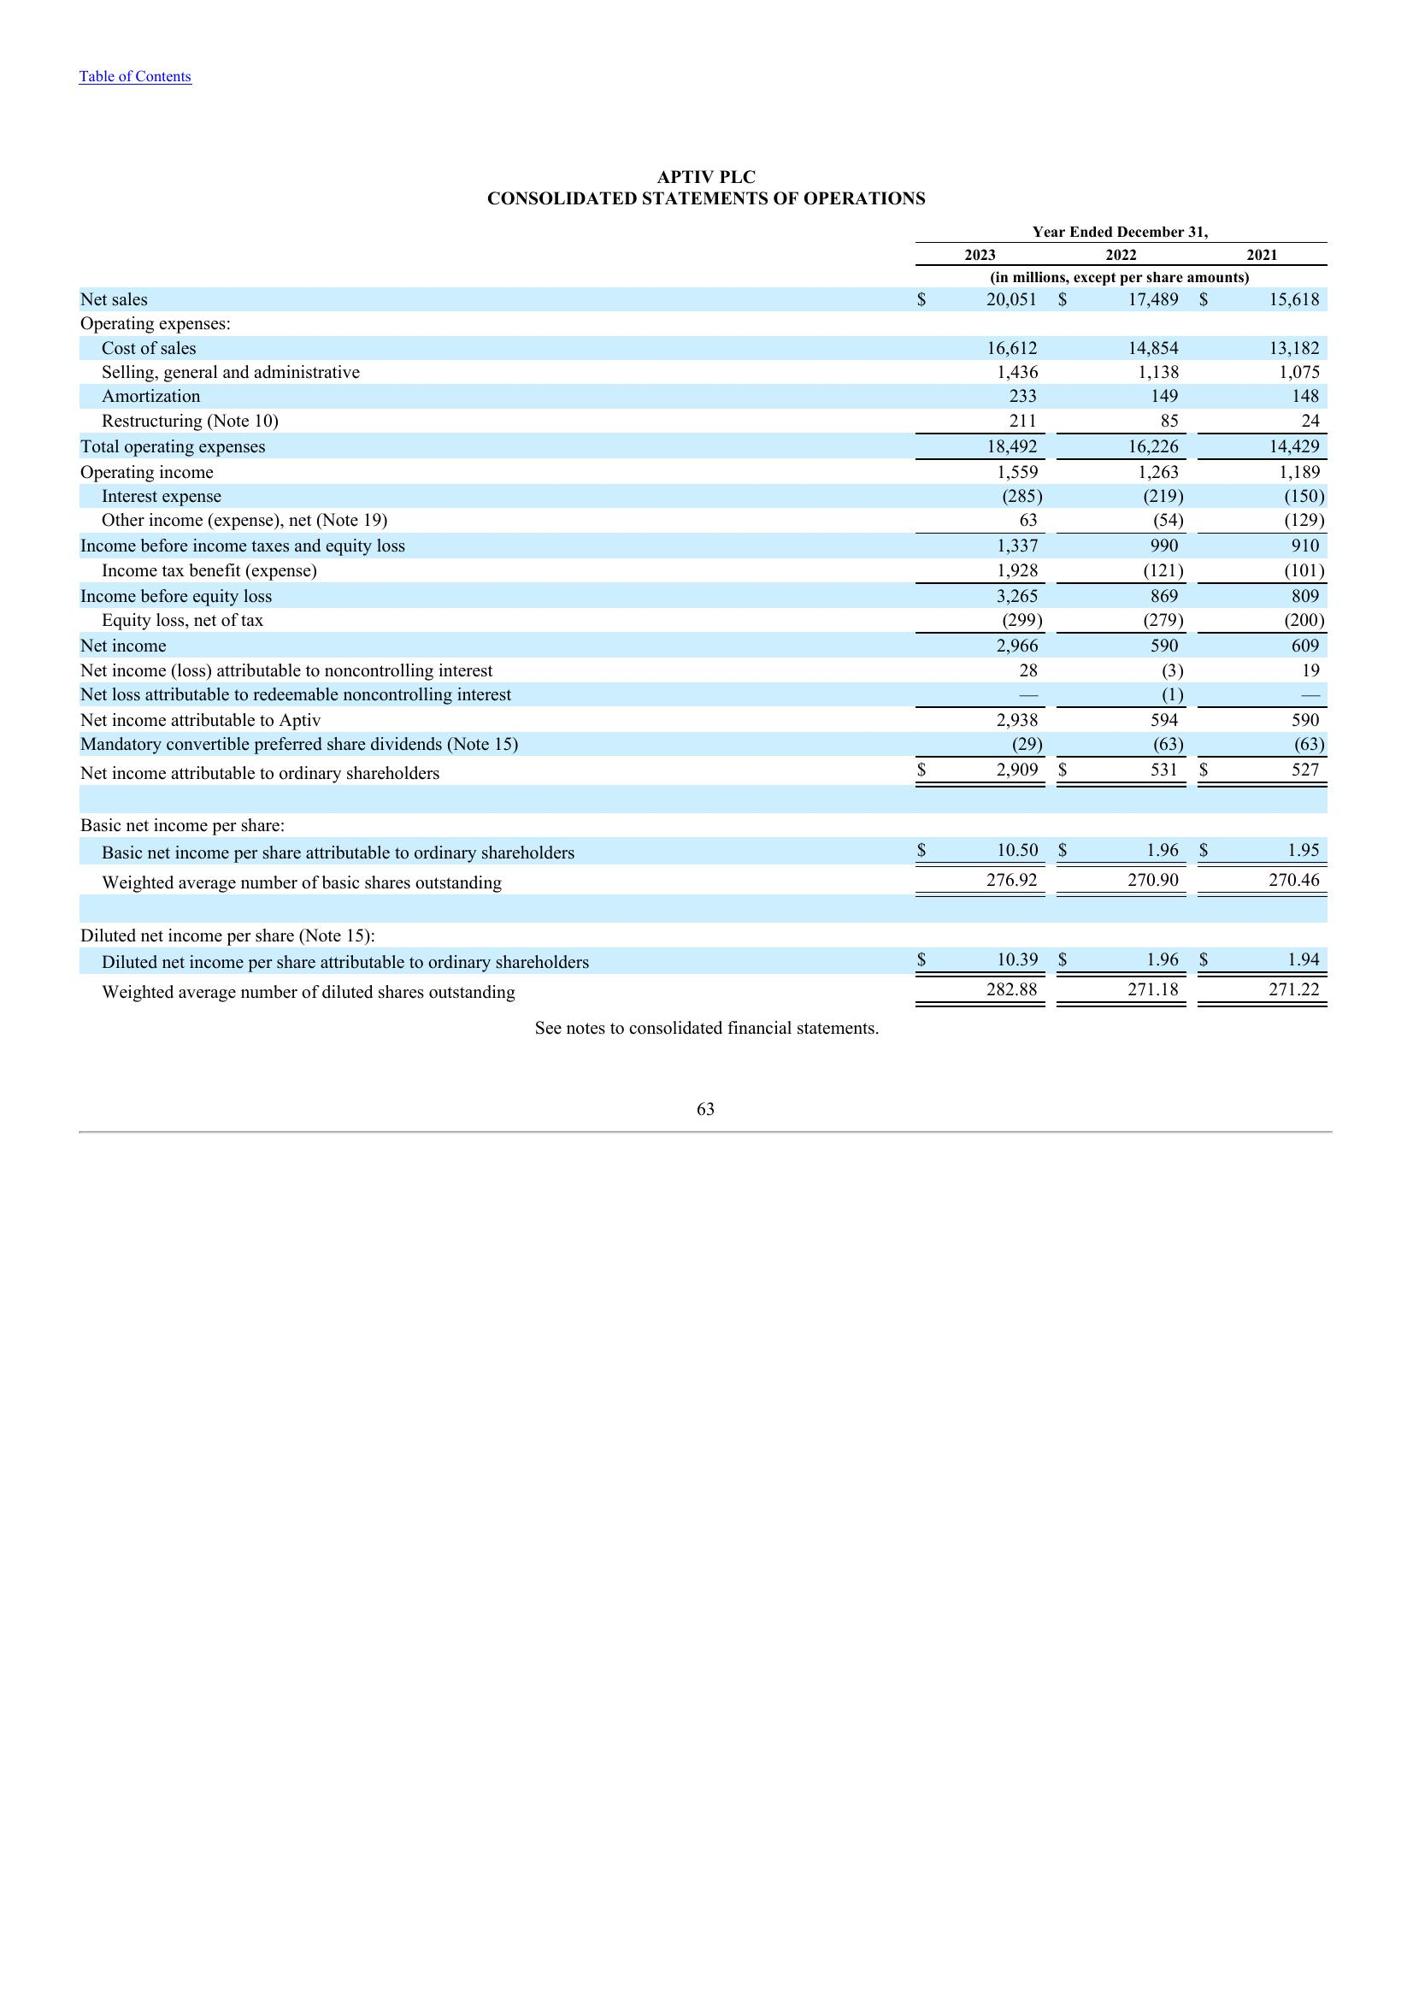 Table of Contents
APTIV PLC
CONSOLIDATED STATEMENTS OF OPERATIONS
Year Ended December 31,
2023 2022 2021
(in millions, except per share amounts)
Net sales $ 20,051 $ 17,489 $ 15,618
Operating expenses:
Cost of sales 16,612 14,854 13,182
Selling, general and administrative 1,436 1,138 1,075
Amortization 233 149 148
Restructuring (Note 10) 211 85 24
Total operating expenses 18,492 16,226 14,429
Operating income 1,559 1,263 1,189
Interest expense (285) (219) (150)
Other income (expense), net (Note 19) 63 (54) (129)
Income before income taxes and equity loss 1,337 990 910
Income tax benefit (expense) 1,928 (121) (101)
Income before equity loss 3,265 869 809
Equity loss, net of tax (299) (279) (200)
Net income 2,966 590 609
Net income (loss) attributable to noncontrolling interest 28 (3) 19
Net loss attributable to redeemable noncontrolling interest — (1) —
Net income attributable to Aptiv 2,938 594 590
Mandatory convertible preferred share dividends (Note 15) (29) (63) (63)
Net income attributable to ordinary shareholders $ 2,909 $ 531 $ 527
Basic net income per share:
Basic net income per share attributable to ordinary shareholders $ 10.50 $ 1.96 $ 1.95
Weighted average number of basic shares outstanding 276.92 270.90 270.46
Diluted net income per share (Note 15):
Diluted net income per share attributable to ordinary shareholders $ 10.39 $ 1.96 $ 1.94
Weighted average number of diluted shares outstanding 282.88 271.18 271.22
See notes to consolidated financial statements.
63